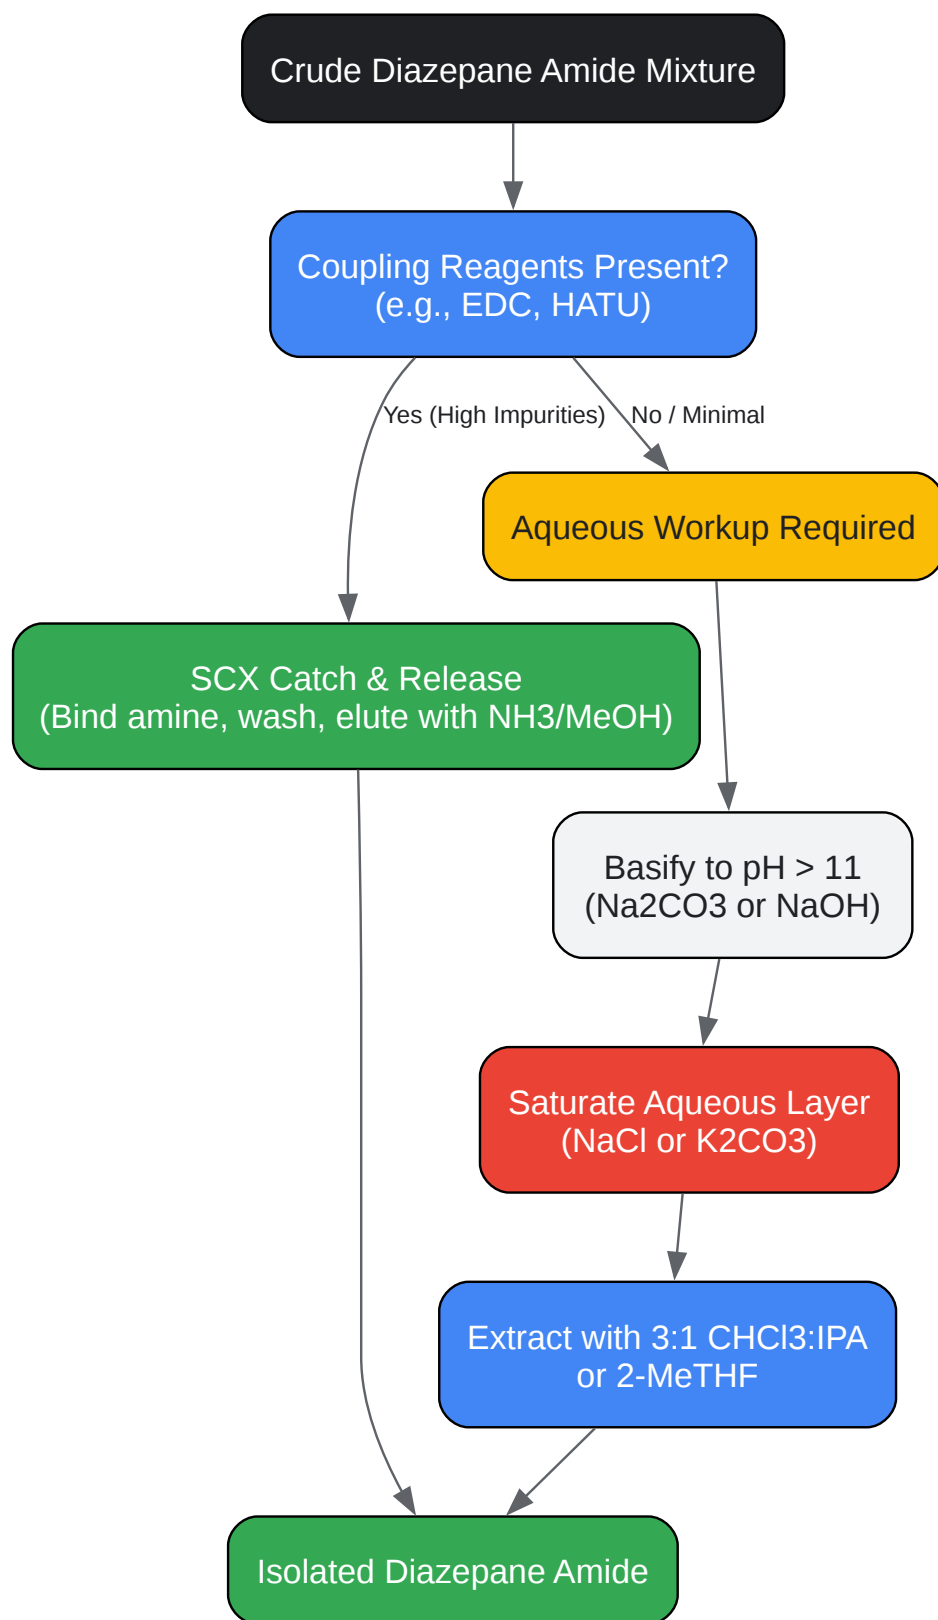 Crude Diazepane Amide Mixture
Coupling Reagents Present?
(e.g., EDC, HATU)
Yes (High Impurities)
No / Minimal
Aqueous Workup Required
SCX Catch & Release
(Bind amine, wash, elute with NH3/MeOH)
Basify to pH > 11
(Na2CO3 or NaOH)
Saturate Aqueous Layer
(NaCl or K2CO3)
Extract with 3:1 CHCl3:IPA
or 2-MeTHF
Isolated Diazepane Amide